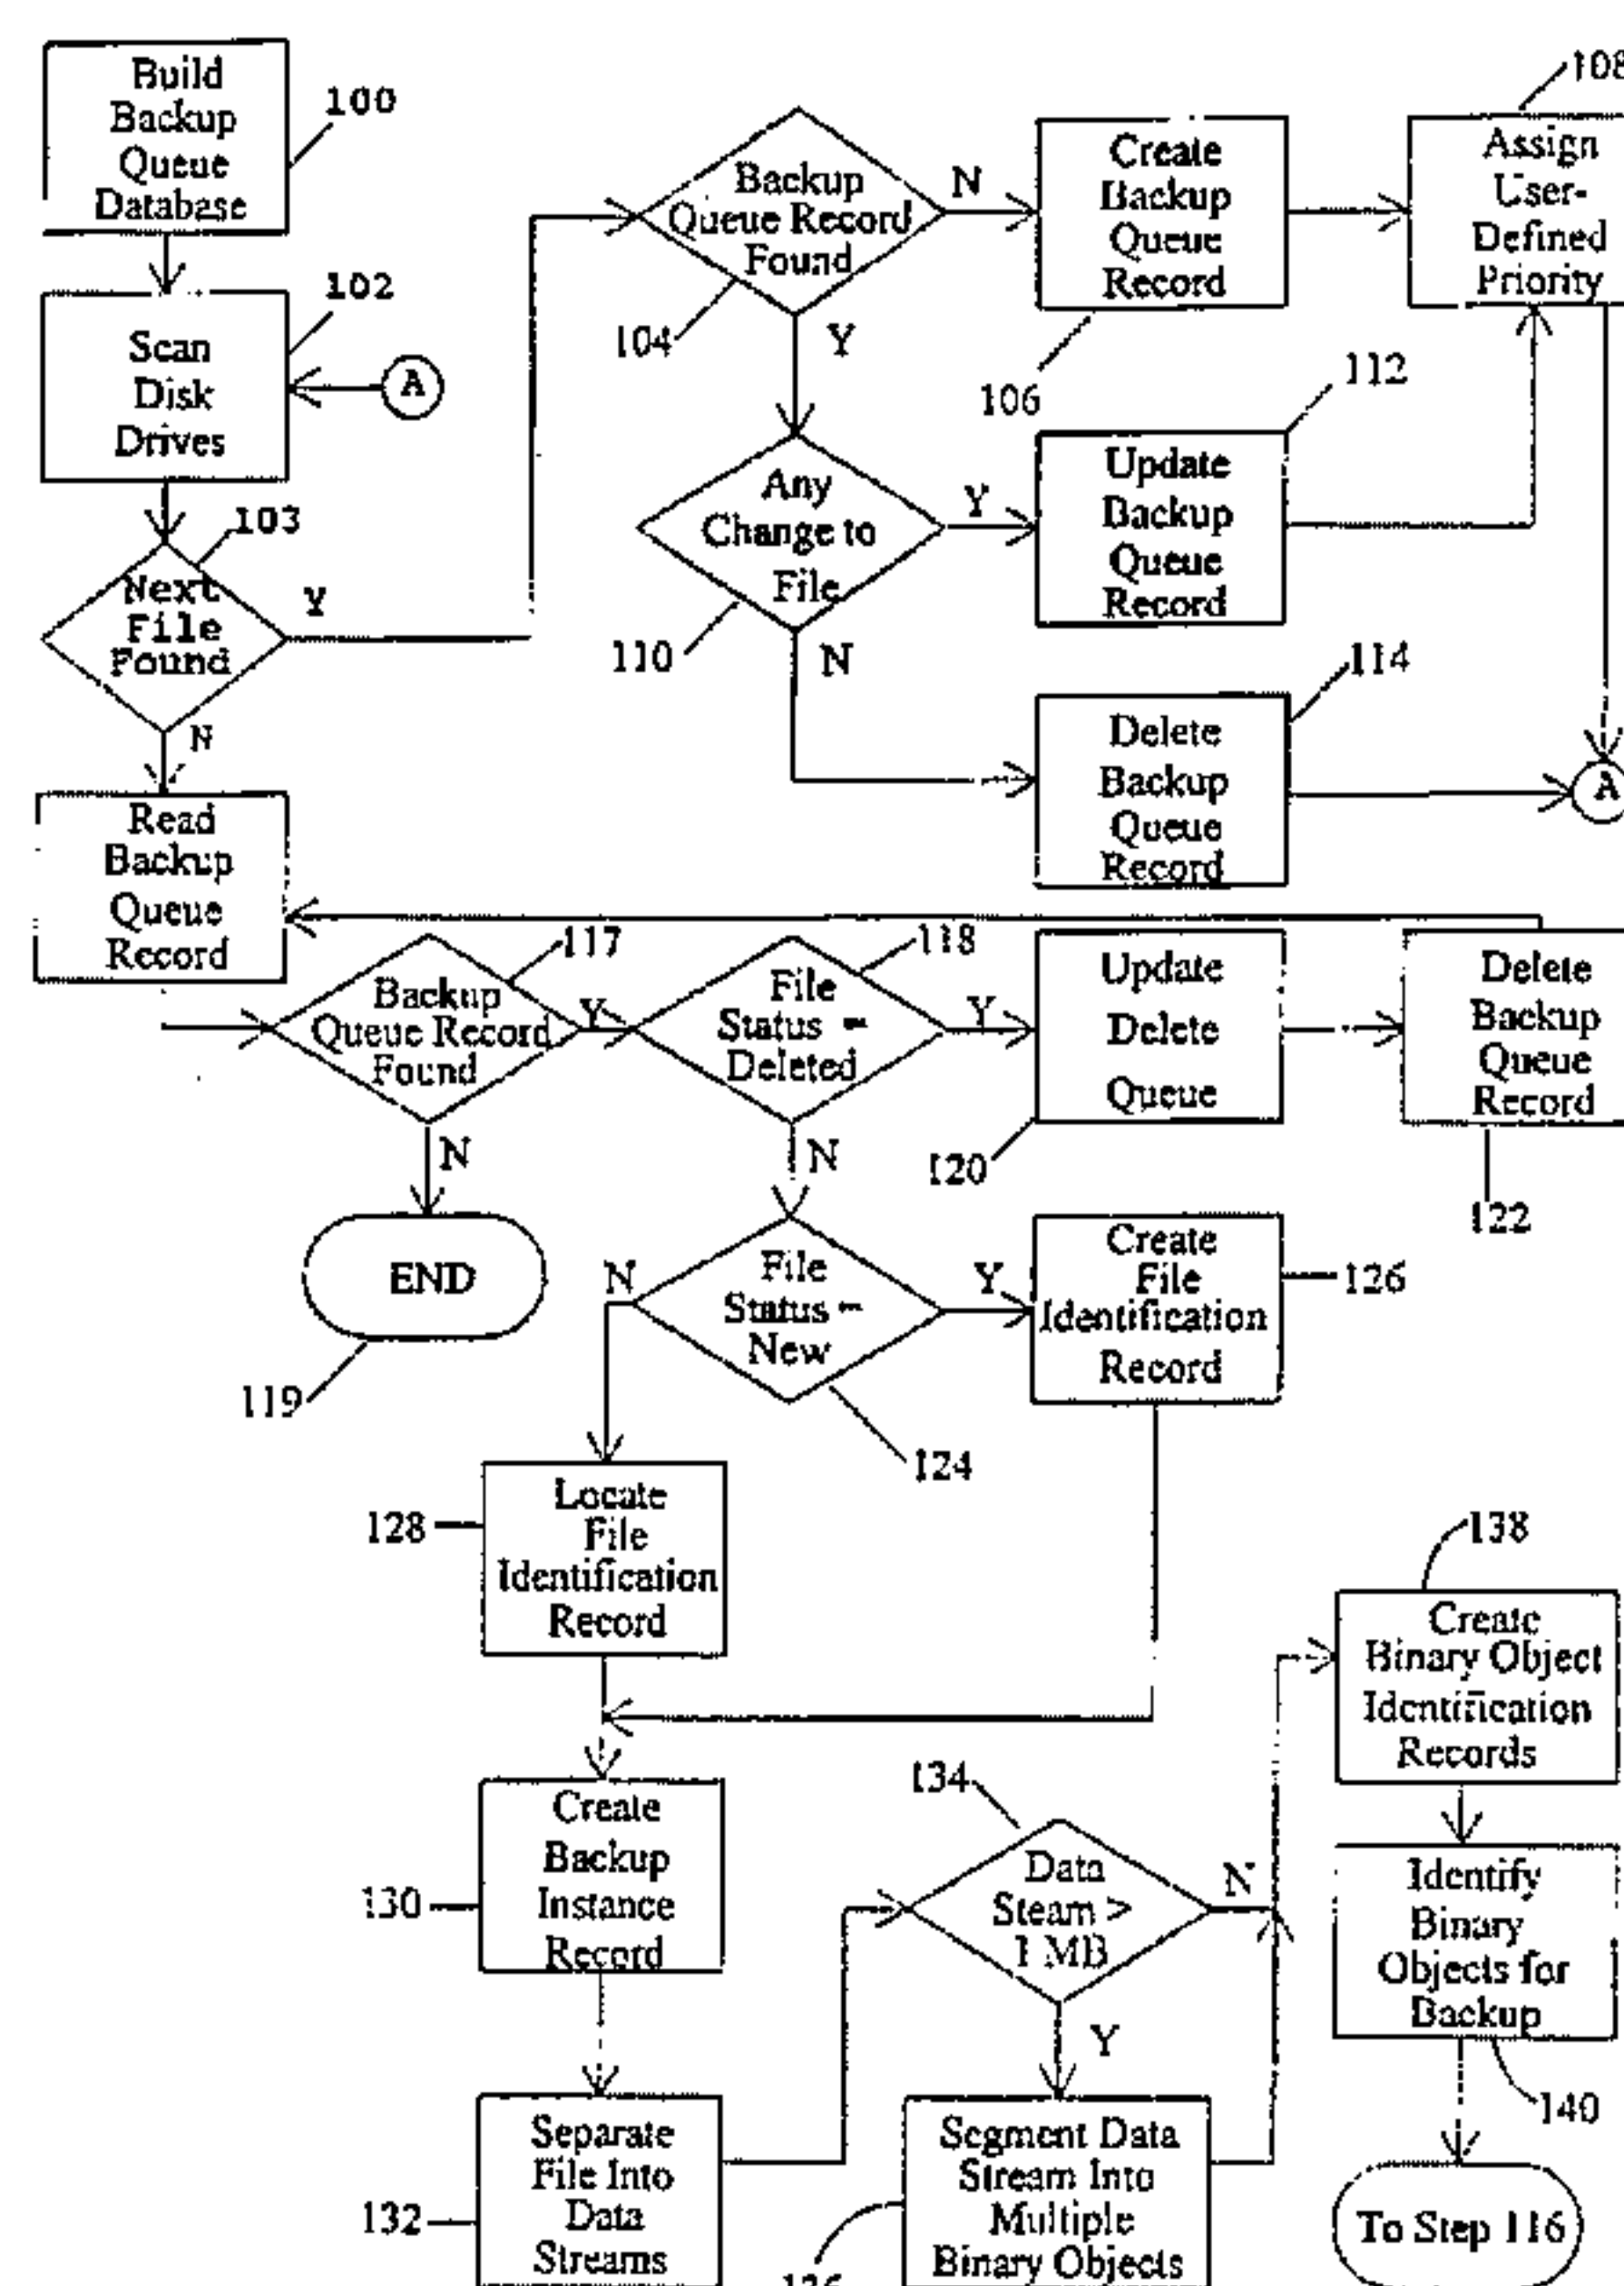 Build
Backup
Queue
Database
100
Scan
Disk
Drives
102
A
Next
File
Found
103
Y
N
Backup
Queue Record
Found
104
N
Y
Create
Backup
Queue
Record
106
Assign
User-
Defined
Priority
108
Any
Change to
File
110
Y
N
Update
Backup
Queue
Record
112
Delete
Backup
Queue
Record
114
A
Read
Backup
Queue
Record
Backup
Queue Record
Found
117
Y
N
END
119
File
Status =
Deleted
118
Y
N
Update
Delete
Queue
120
Delete
Backup
Queue
Record
122
File
Status =
New
124
N
Y
Create
File
Identification
Record
126
Locate
File
Identification
Record
128
Create
Backup
Instance
Record
130
Separate
File Into
Data
Streams
132
Data
Steam >
1 MB
134
N
Y
Segment Data
Stream Into
Multiple
Binary Objects
Create
Binary Object
Identification
Records
138
Identify
Binary
Objects for
Backup
140
To Step 116